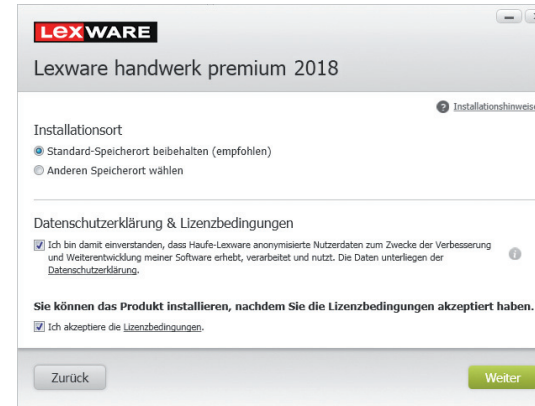 LEXWARE
Lexware handwerk premium 2018
Installationshinweise
Installationsort
Standard-Speicherort beibehalten (empfohlen)
Anderen Speicherort wählen
Datenschutzerklärung & Lizenzbedingungen
Ich bin damit einverstanden, dass Haufe-Lexware anonymisierte Nutzerdaten zum Zwecke der Verbesserung
und Weiterentwicklung meiner Software erhebt, verarbeitet und nutzt. Die Daten unterliegen der
Datenschutzerklärung.
Sie können das Produkt installieren, nachdem Sie die Lizenzbedingungen akzeptiert haben.
Ich akzeptiere die Lizenzbedingungen.
Zurück
Weiter